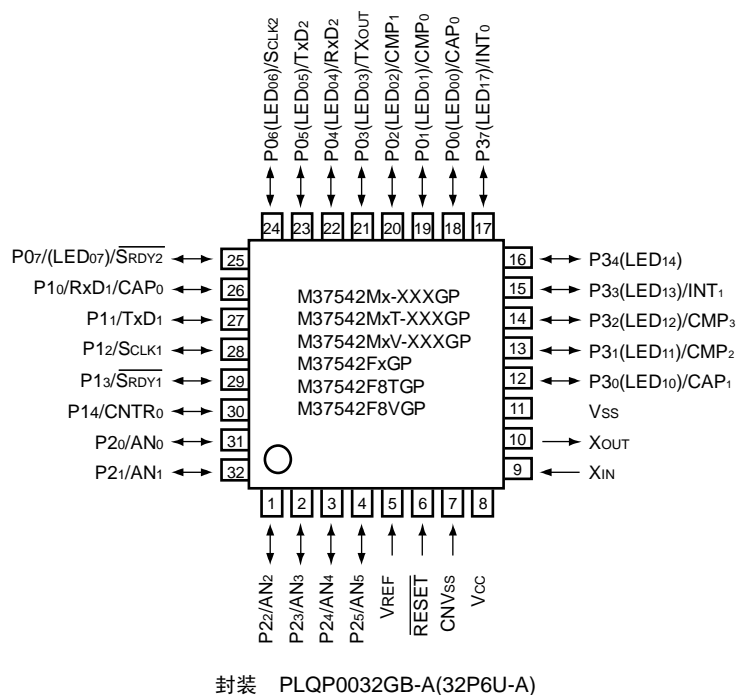 P06(LED06)/SCLK2
P05(LED05)/TxD2
P04(LED04)/RxD2
P03(LED03)/TXOUT
P02(LED02)/CMP1
P01(LED01)/CMP0
P00(LED00)/CAP0
P37(LED17)/INT0
24 23 22 21 20 19 18 17
P07/(LED07)/SRDY2 25
P10/RxD1/CAP0 26
P11/TxD1 27
P12/SCLK1 28
P13/SRDY1 29
P14/CNTR0 30
P20/AN0 31
P21/AN1 32
M37542Mx-XXXGP
M37542MxT-XXXGP
M37542MxV-XXXGP
M37542FxGP
M37542F8TGP
M37542F8VGP
16 P34(LED14)
15 P33(LED13)/INT1
14 P32(LED12)/CMP3
13 P31(LED11)/CMP2
12 P30(LED10)/CAP1
11 VSS
10 XOUT
9 XIN
1 2 3 4 5 6 7 8
P22/AN2
P23/AN3
P24/AN4
P25/AN5
VREF
RESET
CNVSS
VCC
封装 PLQP0032GB-A(32P6U-A)